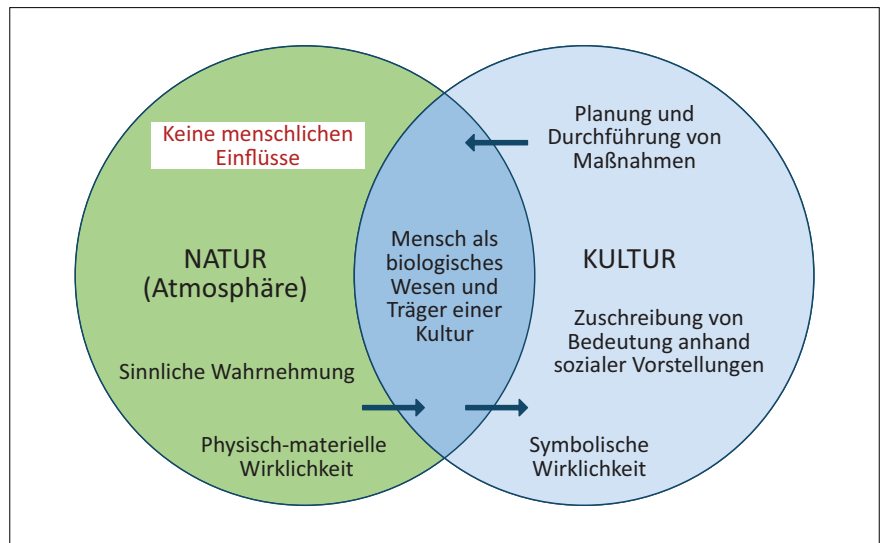 Keine menschlichen
Einflüsse
NATUR
(Atmosphäre)
Sinnliche Wahrnehmung
Physisch-materielle
Wirklichkeit
Mensch als
biologisches
Wesen und
Träger einer
Kultur
Planung und
Durchführung von
Maßnahmen
KULTUR
Zuschreibung von
Bedeutung anhand
sozialer Vorstellungen
Symbolische
Wirklichkeit